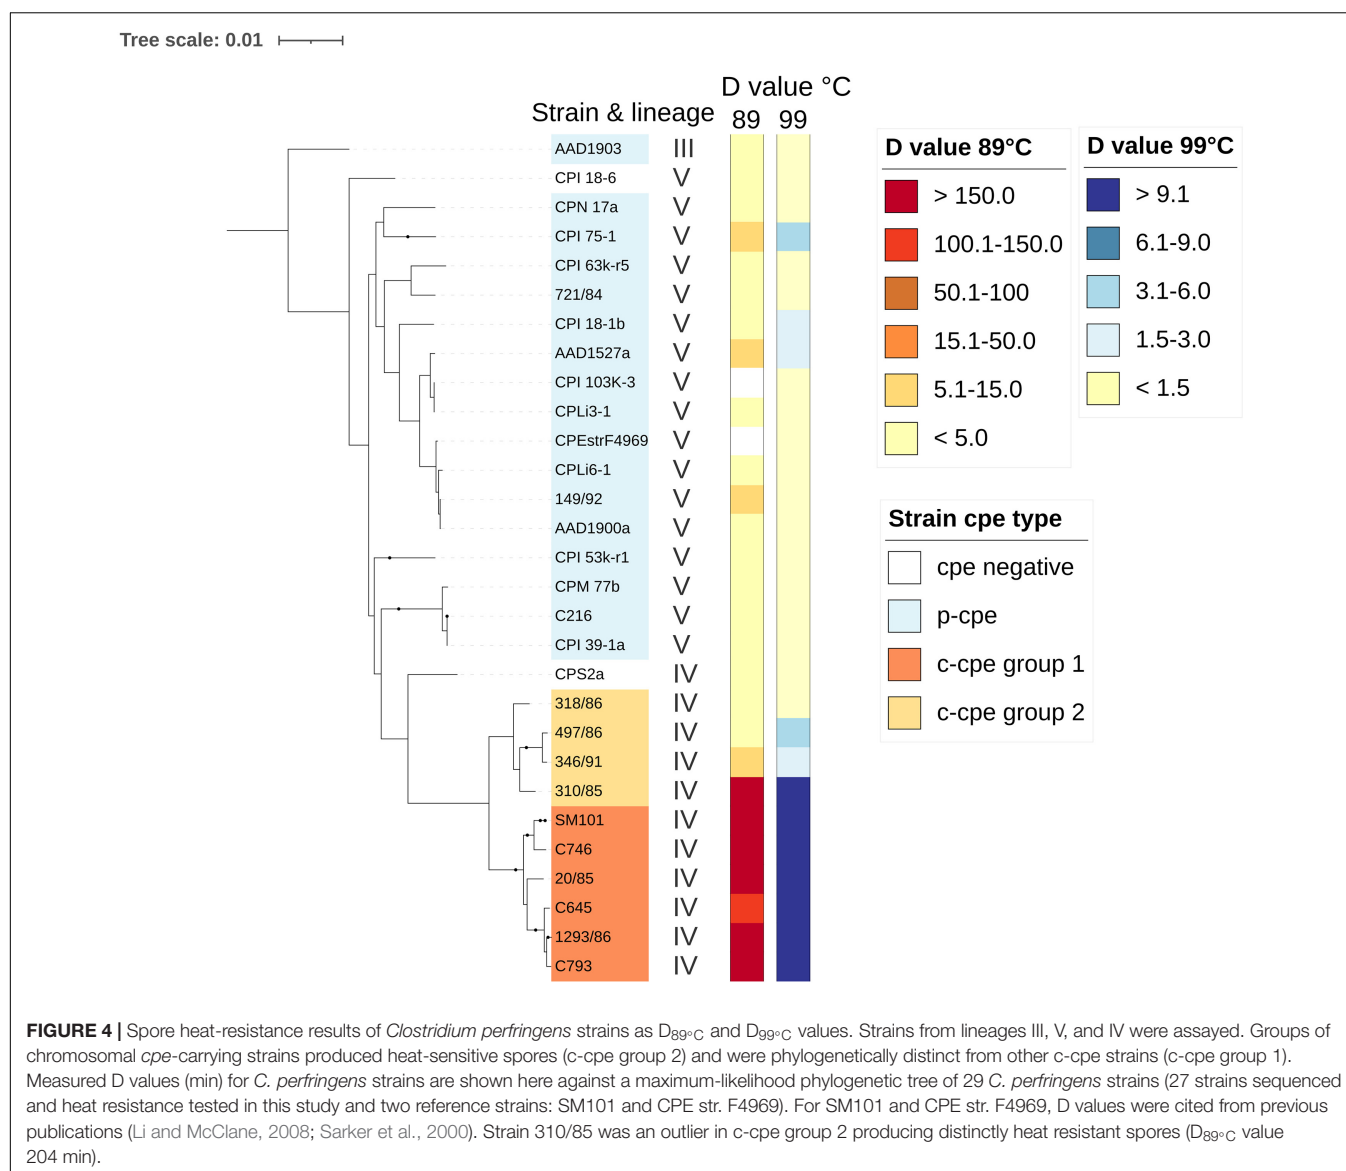 Tree scale: 0.01
D value °C
Strain & lineage 89 99
AAD1903 III
CPI 18-6 V
CPN 17a V
CPI 75-1 V
CPI 63k-r5 V
721/84 V
CPI 18-1b V
AAD1527a V
CPI 103K-3 V
CPLi3-1 V
CPEstrF4969 V
CPLi6-1 V
149/92 V
AAD1900a V
CPI 53k-r1 V
CPM 77b V
C216 V
CPI 39-1a V
CPS2a IV
318/86 IV
497/86 IV
346/91 IV
310/85 IV
SM101 IV
C746 IV
20/85 IV
C645 IV
1293/86 IV
C793 IV
D value 89°C
> 150.0
100.1-150.0
50.1-100
15.1-50.0
5.1-15.0
< 5.0
D value 99°C
> 9.1
6.1-9.0
3.1-6.0
1.5-3.0
< 1.5
Strain cpe type
cpe negative
p-cpe
c-cpe group 1
c-cpe group 2
FIGURE 4 | Spore heat-resistance results of Clostridium perfringens strains as D89°C and D99°C values. Strains from lineages III, V, and IV were assayed. Groups of
chromosomal cpe-carrying strains produced heat-sensitive spores (c-cpe group 2) and were phylogenetically distinct from other c-cpe strains (c-cpe group 1).
Measured D values (min) for C. perfringens strains are shown here against a maximum-likelihood phylogenetic tree of 29 C. perfringens strains (27 strains sequenced
and heat resistance tested in this study and two reference strains: SM101 and CPE str. F4969). For SM101 and CPE str. F4969, D values were cited from previous
publications (Li and McClane, 2008; Sarker et al., 2000). Strain 310/85 was an outlier in c-cpe group 2 producing distinctly heat resistant spores (D89°C value
204 min).